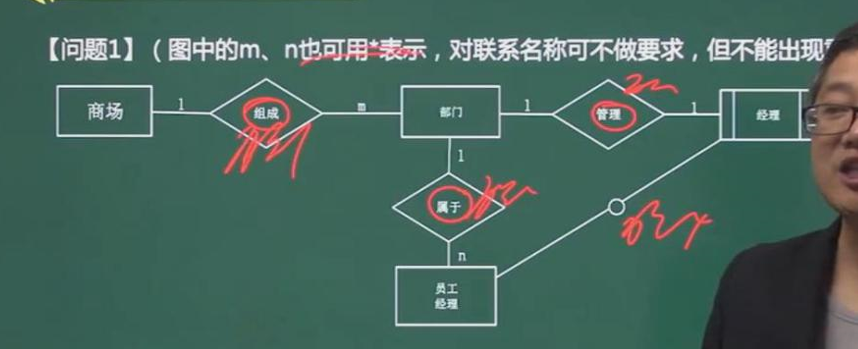 【问题1】（图中的m、n也可用*表示，对联系名称可不做要求，但不能出现
商场
1
组成
m
部门
1
管理
1
经理
1
属于
n
员工
经理